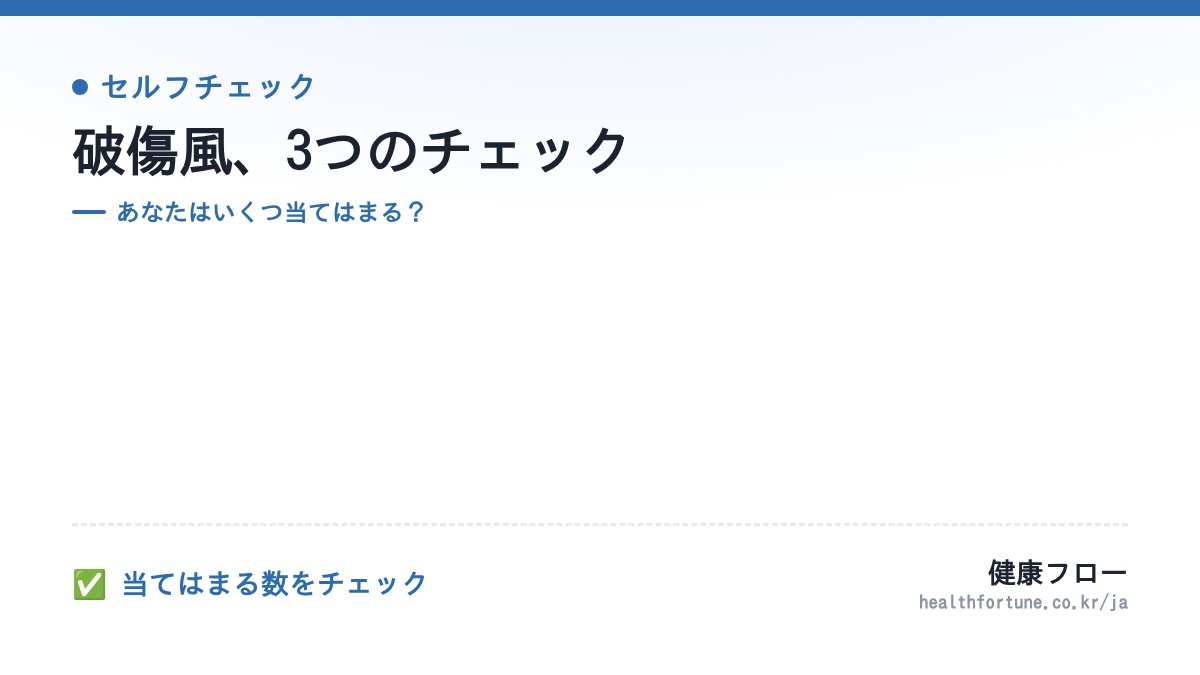 セルフチェック
破傷風、3つのチェック
あなたはいくつ当てはまる？
当てはまる数をチェック
健康フロー
healthfortune.co.kr/ja